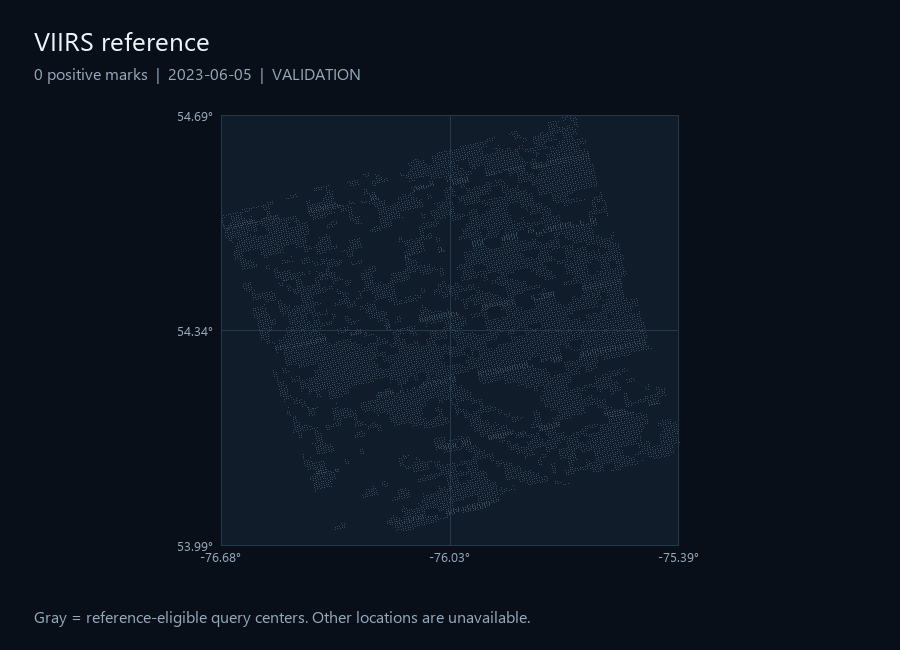 VIIRS reference
0 positive marks | 2023-06-05 | VALIDATION
54.69°
54.34°
53.99°
-76.68°
-76.03°
-75.39°
Gray = reference-eligible query centers. Other locations are unavailable.